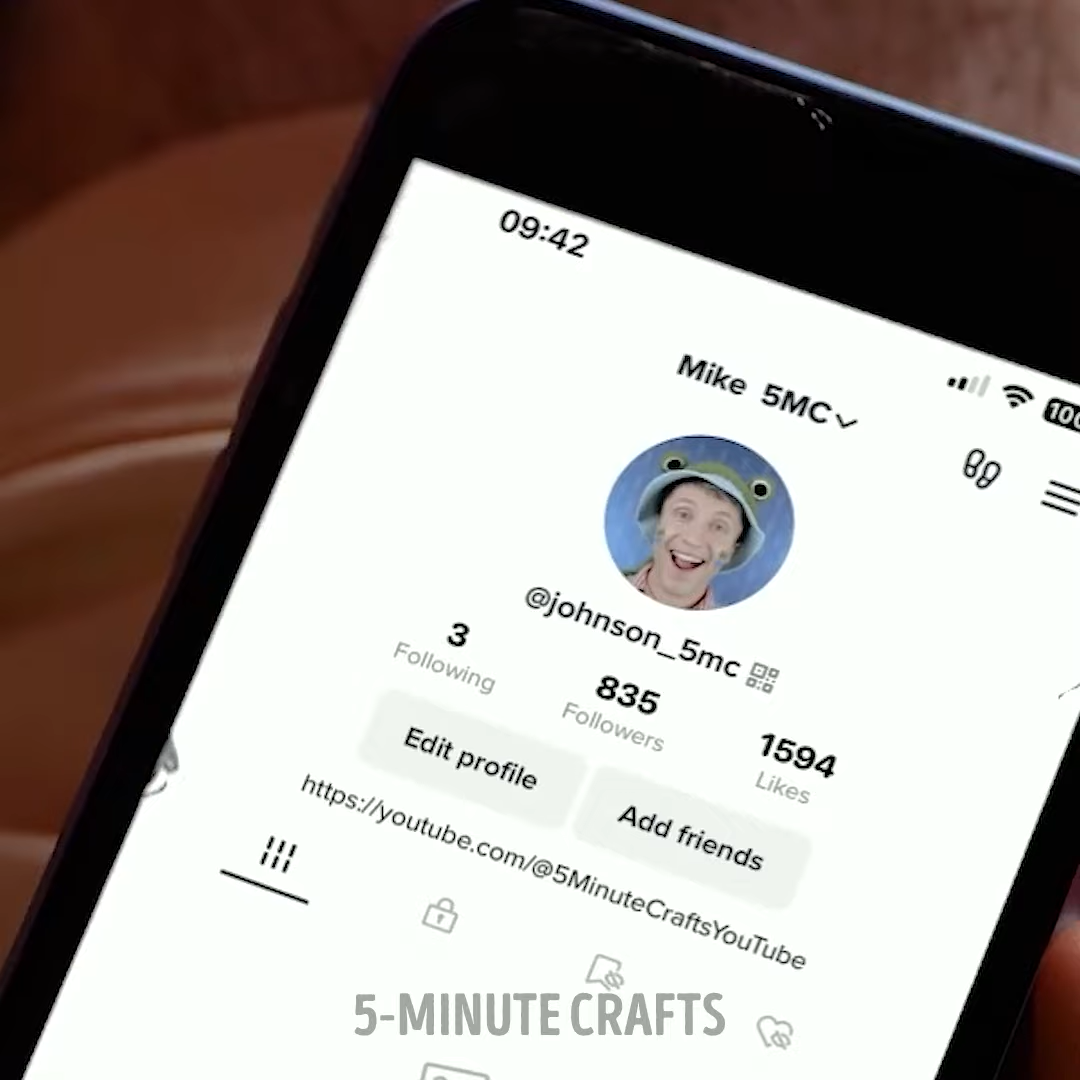 09:42
100
Mike 5MC
@johnson_5mc
3
Following
835
Followers
1594
Likes
Edit profile
Add friends
https://youtube.com/@5MinuteCraftsYouTube
5-MINUTE CRAFTS